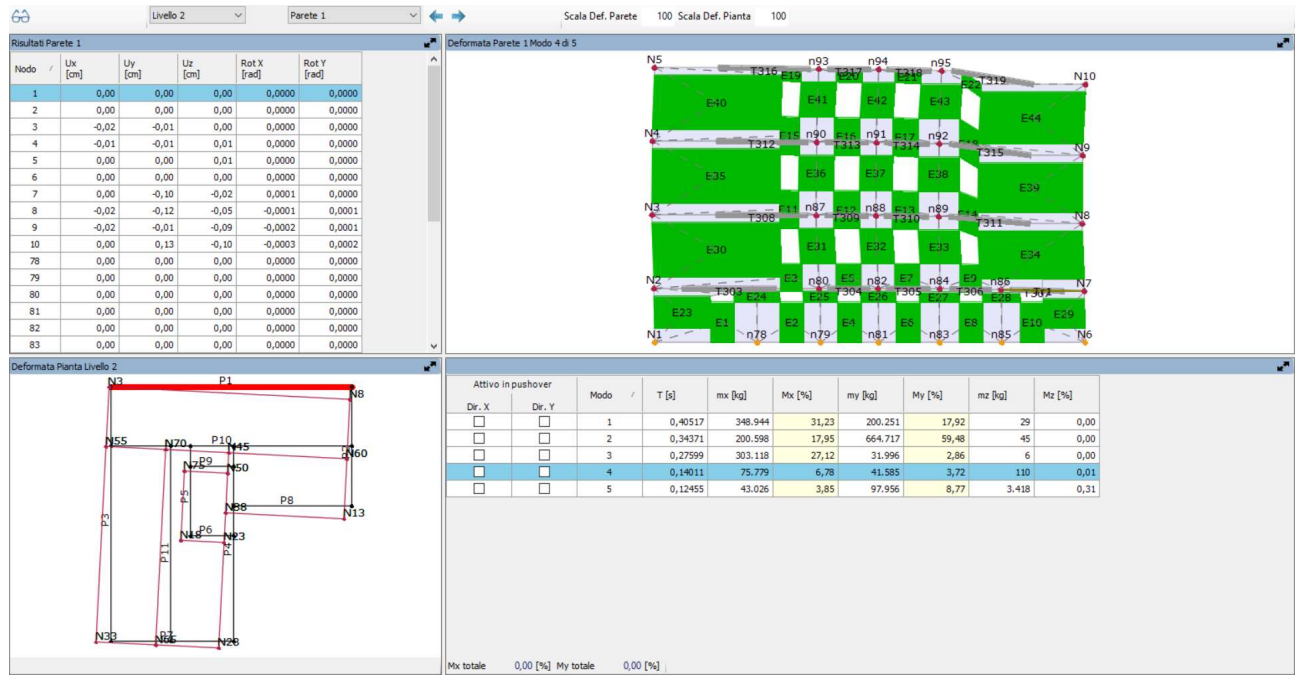 Livello 2 Parete 1 Scala Def. Parete 100 Scala Def. Pianta 100
Risultati Parete 1
Nodo / Ux [cm] Uy [cm] Uz [cm] Rot X [rad] Rot Y [rad]
1 0,00 0,00 0,00 0,0000 0,0000
2 0,00 0,00 0,00 0,0000 0,0000
3 -0,02 -0,01 0,00 0,0000 0,0000
4 -0,01 -0,01 0,01 0,0000 0,0000
5 0,00 0,00 0,01 0,0000 0,0000
6 0,00 0,00 0,00 0,0000 0,0000
7 0,00 -0,10 -0,02 0,0001 0,0000
8 -0,02 -0,12 -0,05 -0,0001 0,0001
9 -0,02 -0,01 -0,09 -0,0002 0,0001
10 0,00 0,13 -0,10 -0,0003 0,0002
78 0,00 0,00 0,00 0,0000 0,0000
79 0,00 0,00 0,00 0,0000 0,0000
80 0,00 0,00 0,00 0,0000 0,0000
81 0,00 0,00 0,00 0,0000 0,0000
82 0,00 0,00 0,00 0,0000 0,0000
83 0,00 0,00 0,00 0,0000 0,0000
Deformata Parete 1 Modo 4 di 5
N5 n93 n94 n95 N10
T316 E19 T317 E20 T318 E21 E22 T319
E40 E41 E42 E43 E44
N4 E15 n90 E16 n91 E17 n92 N9
T312 T313 T314 T315
E35 E36 E37 E38 E39
N3 E11 n87 E12 n88 E13 n89 E14 N8
T308 T309 T310 T311
E30 E31 E32 E33 E34
N2 E3 n80 E5 n82 E7 n84 E9 n86 N7
T303 E24 E25 T304 E26 T305 E27 T306 E28 Tr1
E23 E1 E2 E4 E6 E8 E10 E29
N1 n78 n79 n81 n83 n85 N6
Deformata Pianta Livello 2
N3 P1 N8
N55 N70 P10 N45 N60
N75 P9 N50
P5 P8
P3 N38 N13
N18 P6 N23
P11 P4
N33 P7 N65 N28
Attivo in pushover
Dir. X Dir. Y Modo / T [s] mx [kg] Mx [%] my [kg] My [%] mz [kg] Mz [%]
1 0,40517 348.944 31,23 200.251 17,92 29 0,00
2 0,34371 200.598 17,95 664.717 59,48 45 0,00
3 0,27599 303.118 27,12 31.996 2,86 6 0,00
4 0,14011 75.779 6,78 41.585 3,72 110 0,01
5 0,12455 43.026 3,85 97.956 8,77 3.418 0,31
Mx totale 0,00 [%] My totale 0,00 [%]